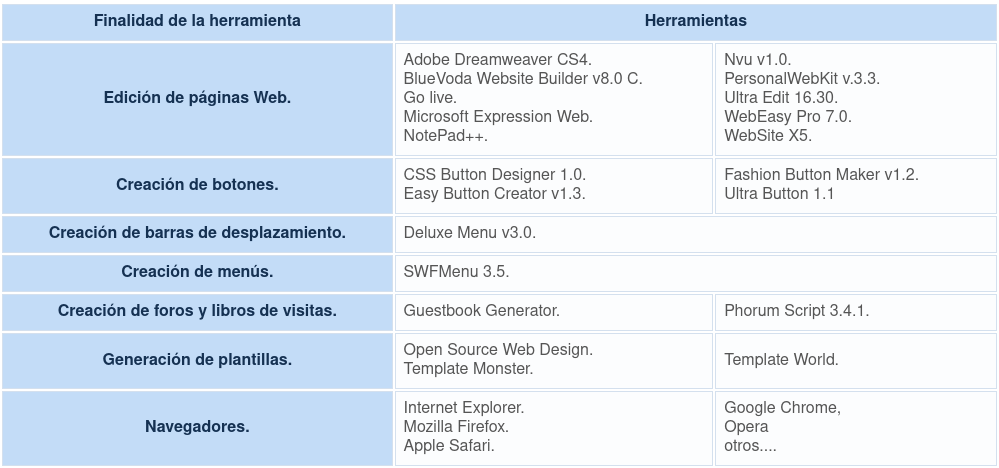 Finalidad de la herramienta
Herramientas
Edición de páginas Web.
Adobe Dreamweaver CS4.
BlueVoda Website Builder v8.0 C.
Go live.
Microsoft Expression Web.
NotePad++.
Nvu v1.0.
PersonalWebKit v.3.3.
Ultra Edit 16.30.
WebEasy Pro 7.0.
WebSite X5.
Creación de botones.
CSS Button Designer 1.0.
Easy Button Creator v1.3.
Fashion Button Maker v1.2.
Ultra Button 1.1
Creación de barras de desplazamiento.
Deluxe Menu v3.0.
Creación de menús.
SWFMenu 3.5.
Creación de foros y libros de visitas.
Guestbook Generator.
Phorum Script 3.4.1.
Generación de plantillas.
Open Source Web Design.
Template Monster.
Template World.
Navegadores.
Internet Explorer.
Mozilla Firefox.
Apple Safari.
Google Chrome,
Opera
otros....